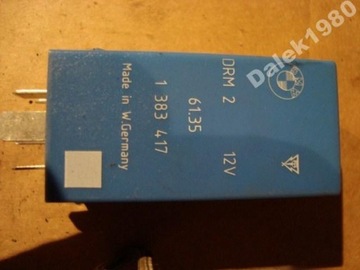 DRM 2 12V
61.35
1 383 417
Made in W.Germany
Dalek1980